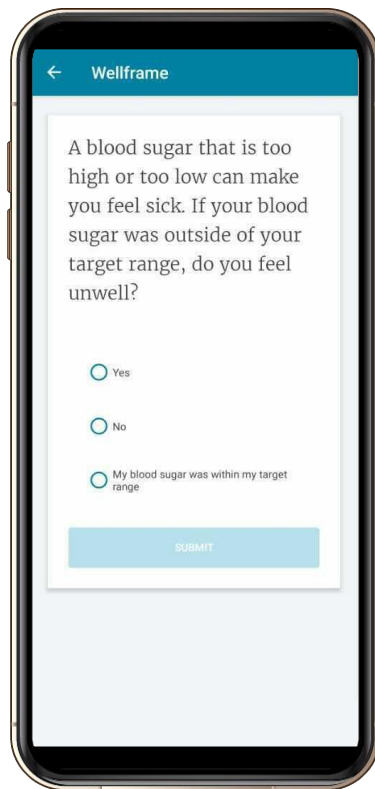 Wellframe
A blood sugar that is too
high or too low can make
you feel sick. If your blood
sugar was outside of your
target range, do you feel
unwell?
Yes
No
My blood sugar was within my target
range
SUBMIT